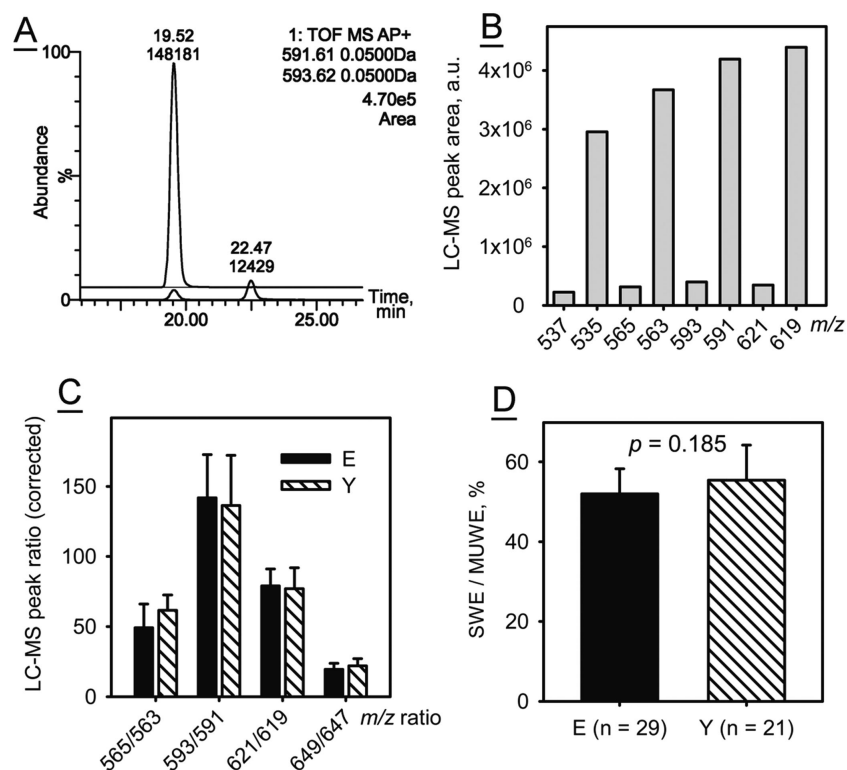 A
19.52
148181
1: TOF MS AP+
591.61 0.0500Da
593.62 0.0500Da
4.70e5
Area
100
Abundance
%
22.47
12429
0
Time,
min
20.00
25.00
B
LC-MS peak area, a.u.
4x10⁶
3x10⁶
2x10⁶
1x10⁶
0
537
535
565
563
593
591
621
619
m/z
C
LC-MS peak ratio (corrected)
150
100
50
0
E
Y
565/563
593/591
621/619
649/647
m/z ratio
D
SWE / MUWE, %
60
40
20
0
p = 0.185
E (n = 29)
Y (n = 21)